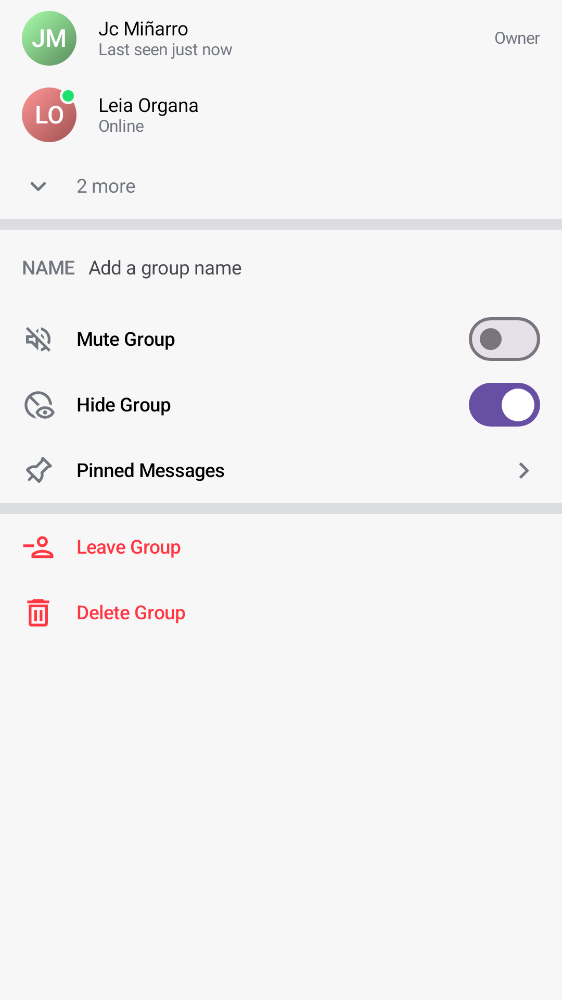 JM
Jc Miñarro
Last seen just now
Owner
LO
Leia Organa
Online
2 more
NAME Add a group name
Mute Group
Hide Group
Pinned Messages
Leave Group
Delete Group